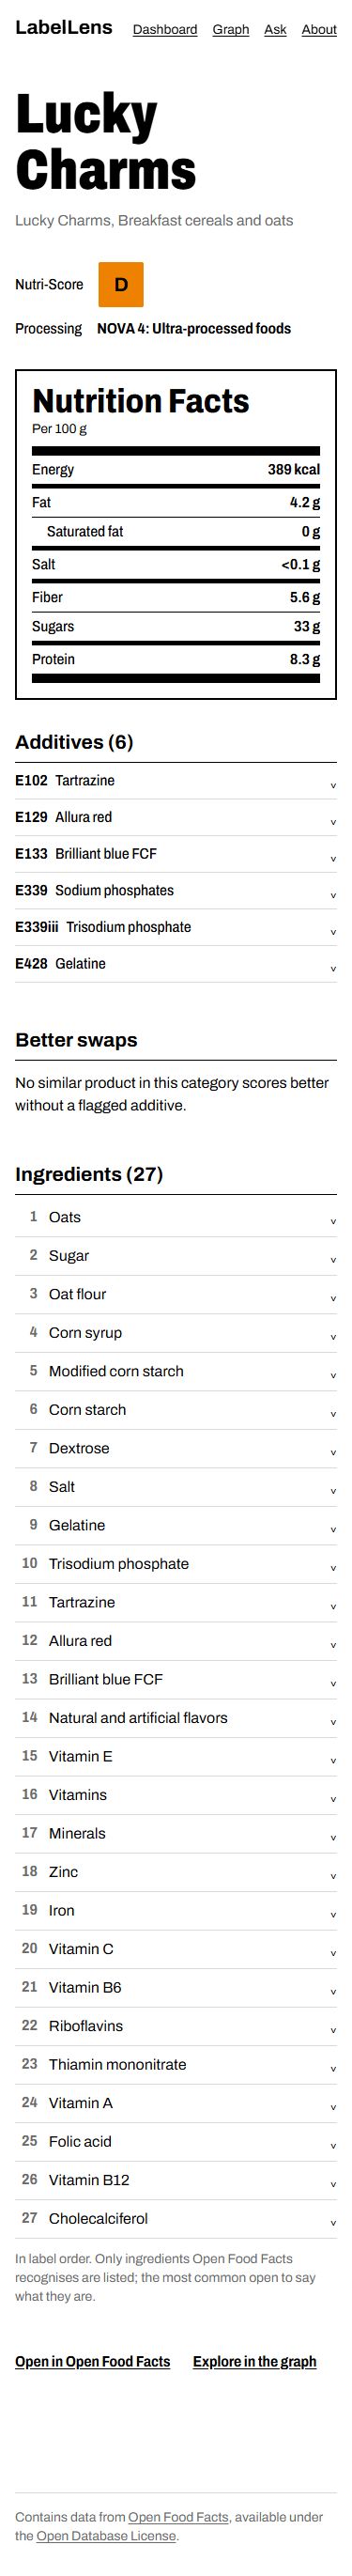 LabelLens Dashboard Graph Ask About
Lucky
Charms
Lucky Charms, Breakfast cereals and oats
Nutri-Score D
Processing NOVA 4: Ultra-processed foods
Nutrition Facts
Per 100 g
Energy 389 kcal
Fat 4.2 g
Saturated fat 0 g
Salt <0.1 g
Fiber 5.6 g
Sugars 33 g
Protein 8.3 g
Additives (6)
E102 Tartrazine v
E129 Allura red v
E133 Brilliant blue FCF v
E339 Sodium phosphates v
E339iii Trisodium phosphate v
E428 Gelatine v
Better swaps
No similar product in this category scores better
without a flagged additive.
Ingredients (27)
1 Oats v
2 Sugar v
3 Oat flour v
4 Corn syrup v
5 Modified corn starch v
6 Corn starch v
7 Dextrose v
8 Salt v
9 Gelatine v
10 Trisodium phosphate v
11 Tartrazine v
12 Allura red v
13 Brilliant blue FCF v
14 Natural and artificial flavors v
15 Vitamin E v
16 Vitamins v
17 Minerals v
18 Zinc v
19 Iron v
20 Vitamin C v
21 Vitamin B6 v
22 Riboflavins v
23 Thiamin mononitrate v
24 Vitamin A v
25 Folic acid v
26 Vitamin B12 v
27 Cholecalciferol v
In label order. Only ingredients Open Food Facts
recognises are listed; the most common open to say
what they are.
Open in Open Food Facts Explore in the graph
Contains data from Open Food Facts, available under
the Open Database License.